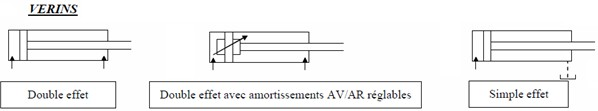 VERINS
Double effet
Double effet avec amortissements AV/AR réglables
Simple effet